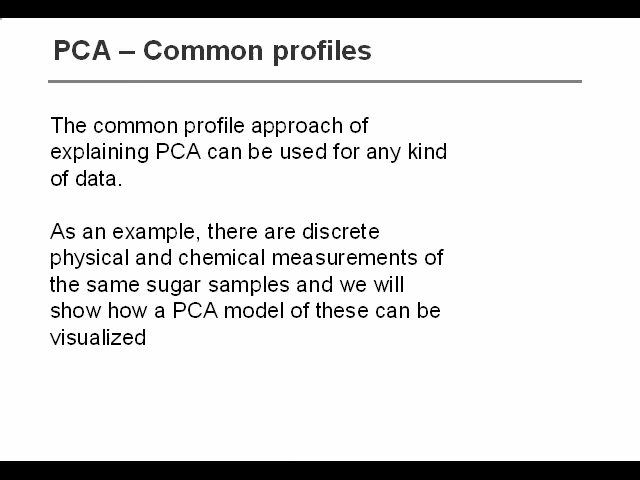 PCA – Common profiles
The common profile approach of
explaining PCA can be used for any kind
of data.
As an example, there are discrete
physical and chemical measurements of
the same sugar samples and we will
show how a PCA model of these can be
visualized